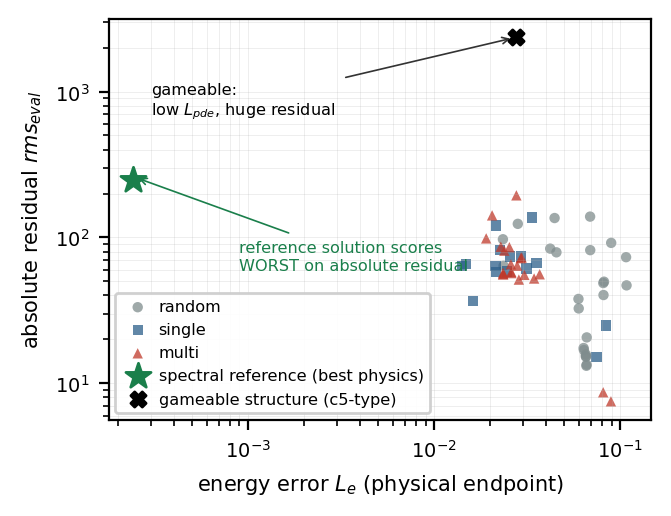 gameable:
low L_pde, huge residual
reference solution scores
WORST on absolute residual
random
single
multi
spectral reference (best physics)
gameable structure (c5-type)
absolute residual rms_eval
10³
10²
10¹
10⁻³
10⁻²
10⁻¹
energy error L_e (physical endpoint)